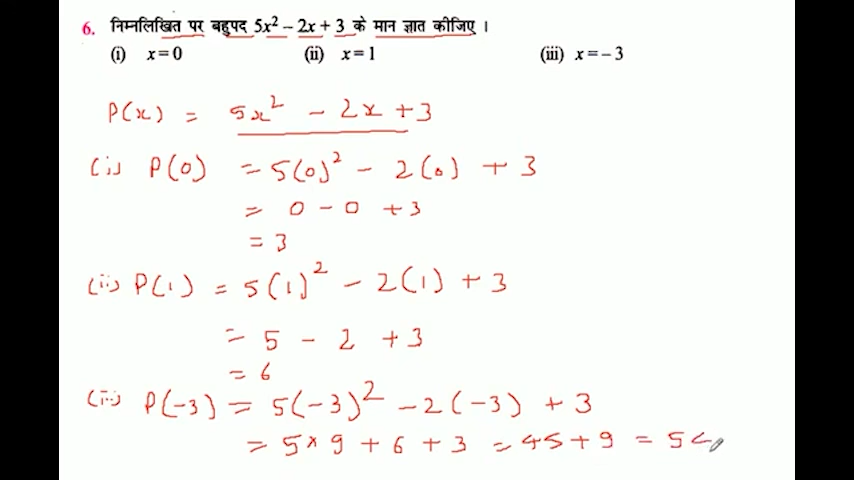 6. निम्नलिखित पर बहुपद 5x² – 2x + 3 के मान ज्ञात कीजिए ।
(i) x = 0 (ii) x = 1 (iii) x = – 3
P(x) = 5x² - 2x + 3
(i) P(0) = 5(0)² - 2(0) + 3
= 0 - 0 + 3
= 3
(ii) P(1) = 5(1)² - 2(1) + 3
= 5 - 2 + 3
= 6
(iii) P(-3) = 5(-3)² - 2(-3) + 3
= 5 × 9 + 6 + 3 = 45 + 9 = 5